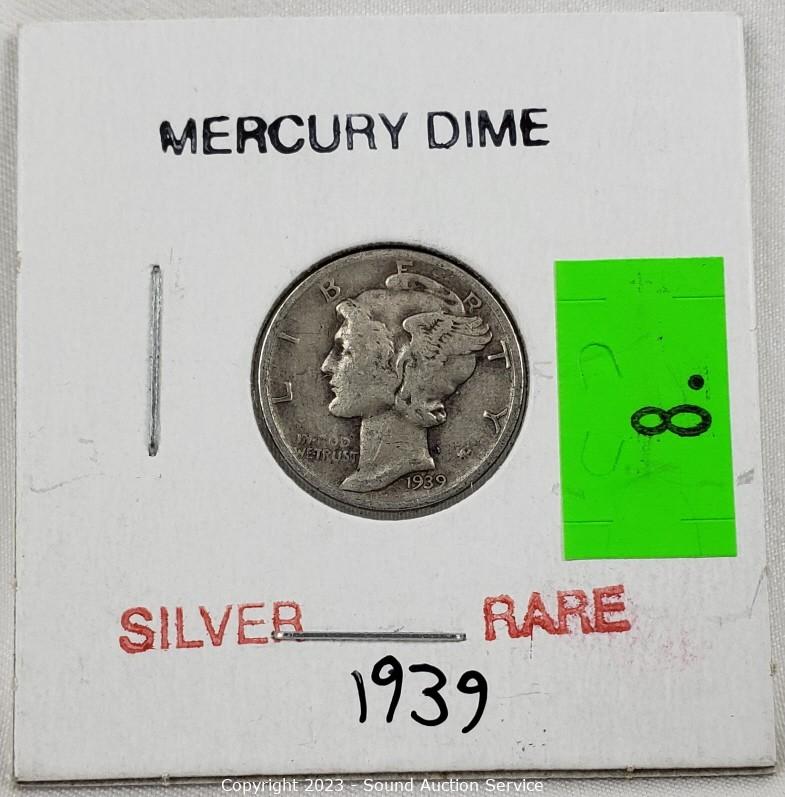 MERCURY DIME
LIBERTY
IN GOD
WE TRUST
1939
8.
SILVER RARE
1939
Copyright 2023 - Sound Auction Service